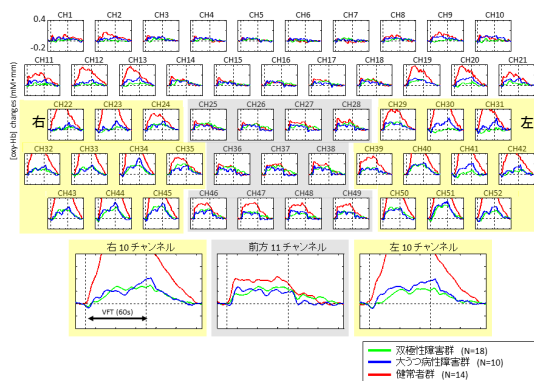 CH1 CH2 CH3 CH4 CH5 CH6 CH7 CH8 CH9 CH10
0.4
-0.2
CH11 CH12 CH13 CH14 CH15 CH16 CH17 CH18 CH19 CH20 CH21
[oxy-Hb] changes (mM•mm)
CH22 CH23 CH24 CH25 CH26 CH27 CH28 CH29 CH30 CH31
右 左
CH32 CH33 CH34 CH35 CH36 CH37 CH38 CH39 CH40 CH41 CH42
CH43 CH44 CH45 CH46 CH47 CH48 CH49 CH50 CH51 CH52
右 10 チャンネル 前方 11 チャンネル 左 10 チャンネル
VFT (60s)
双極性障害群 (N=18)
大うつ病性障害群 (N=10)
健常者群 (N=14)